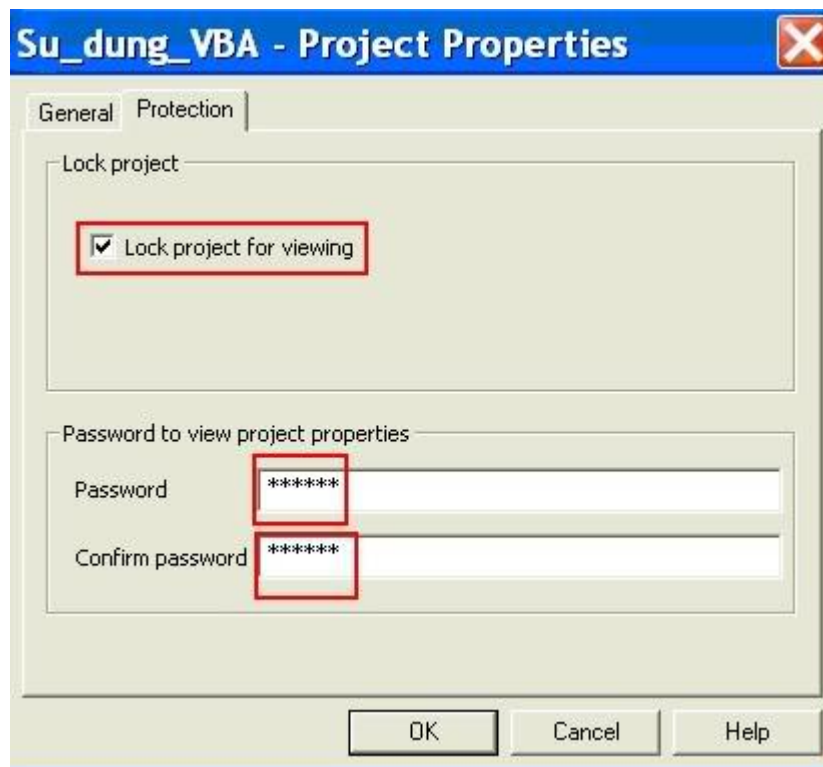 Su_dung_VBA - Project Properties
General Protection
Lock project
Lock project for viewing
Password to view project properties
Password ******
Confirm password ******
OK Cancel Help